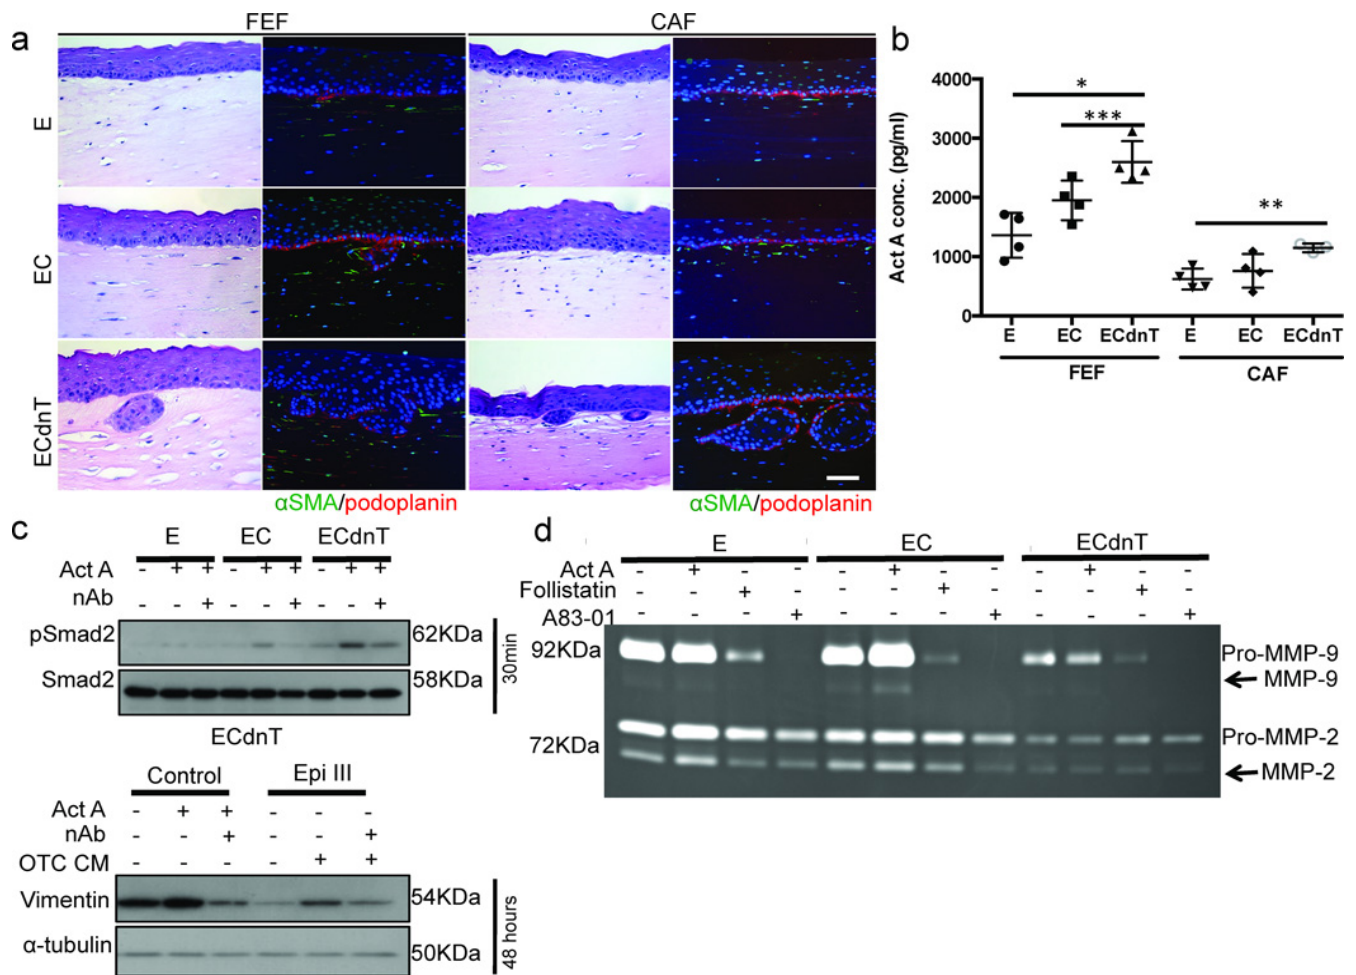 a
FEF CAF
E
EC
ECdnT
αSMA/podoplanin αSMA/podoplanin
b
Act A conc. (pg/ml)
4000
3000
2000
1000
0
*
***
**
E EC ECdnT E EC ECdnT
FEF CAF
c
E EC ECdnT
Act A - + + - + + - + +
nAb - - + - - + - - +
pSmad2 62KDa
Smad2 58KDa
30min
ECdnT
Control Epi III
Act A - + + - - +
nAb - - + - - +
OTC CM - - - - + +
Vimentin 54KDa
α-tubulin 50KDa
48 hours
d
E EC ECdnT
Act A - + - - - + - - - + - -
Follistatin - - + - - - + - - - + -
A83-01 - - - + - - - + - - - +
92KDa Pro-MMP-9
MMP-9
72KDa Pro-MMP-2
MMP-2